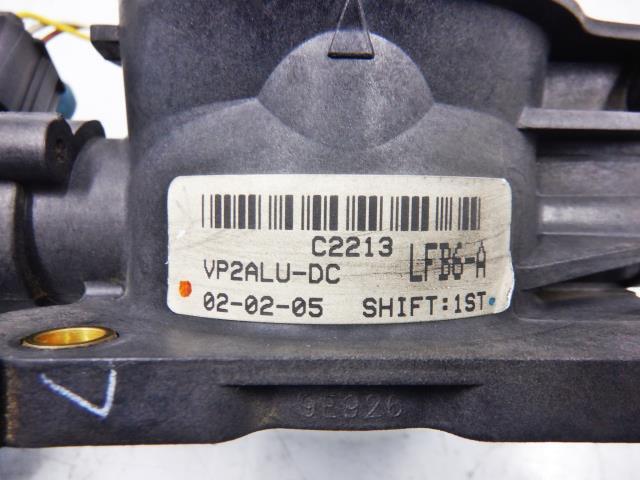 C2213
VP2ALU-DC LFB6-A
02-02-05 SHIFT:1ST
9E926